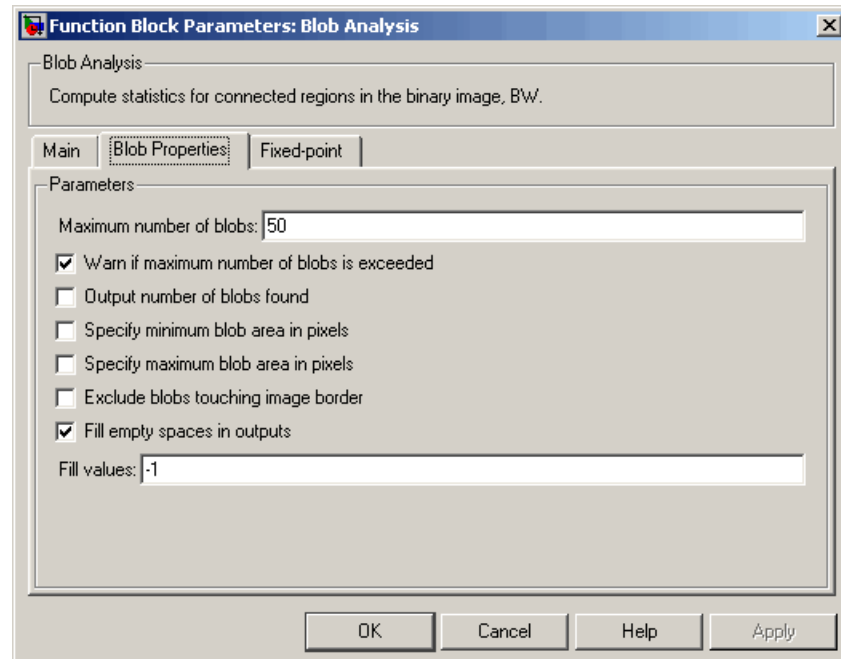 Function Block Parameters: Blob Analysis
Blob Analysis
Compute statistics for connected regions in the binary image, BW.
Main Blob Properties Fixed-point
Parameters
Maximum number of blobs: 50
Warn if maximum number of blobs is exceeded
Output number of blobs found
Specify minimum blob area in pixels
Specify maximum blob area in pixels
Exclude blobs touching image border
Fill empty spaces in outputs
Fill values: -1
OK Cancel Help Apply